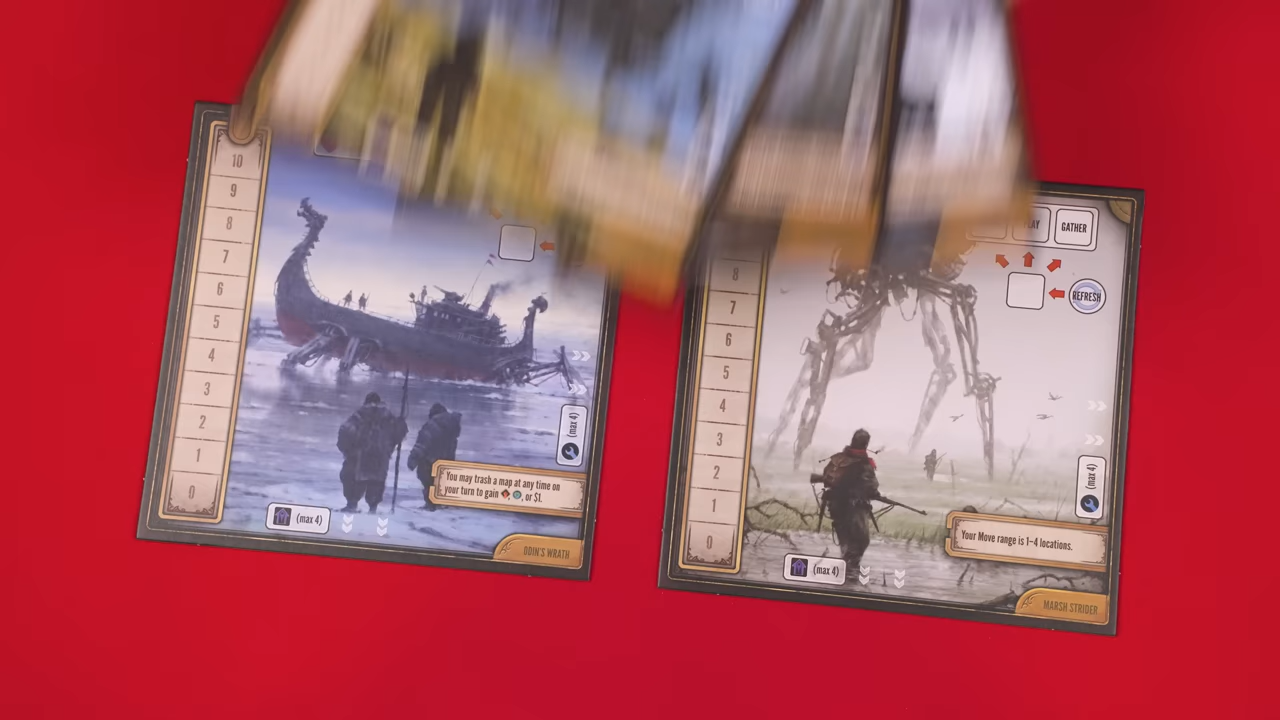 10
9
8
7
6
5
4
3
2
1
0
(max 4)
(max 4)
You may trash a map at any time on
your turn to gain , or $1.
ODIN'S WRATH
GATHER
REFRESH
8
7
6
5
4
3
2
1
0
(max 4)
(max 4)
Your Move range is 1–4 locations.
MARSH STRIDER